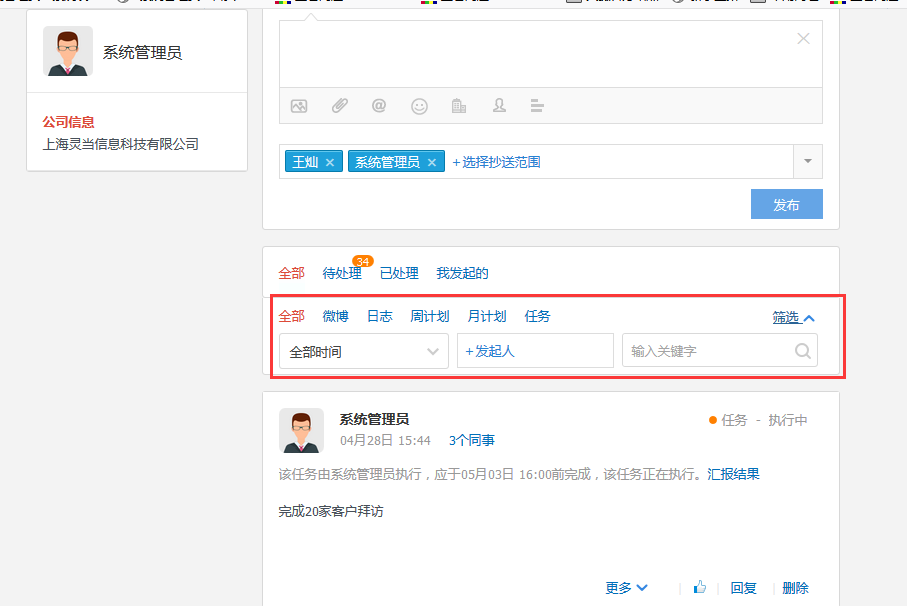 系统管理员
公司信息
上海灵当信息科技有限公司
@
王灿 × 系统管理员 × +选择抄送范围
发布
全部 待处理 34 已处理 我发起的
全部 微博 日志 周计划 月计划 任务 筛选
全部时间 +发起人 输入关键字
系统管理员 任务 - 执行中
04月28日 15:44 3个同事
该任务由系统管理员执行，应于05月03日 16:00前完成，该任务正在执行。汇报结果
完成20家客户拜访
更多 回复 删除